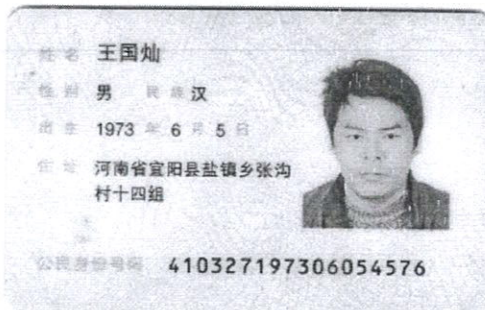 姓名 王国灿
性别 男 民族 汉
出生 1973 年 6 月 5 日
住址 河南省宜阳县盐镇乡张沟
村十四组
公民身份号码 410327197306054576